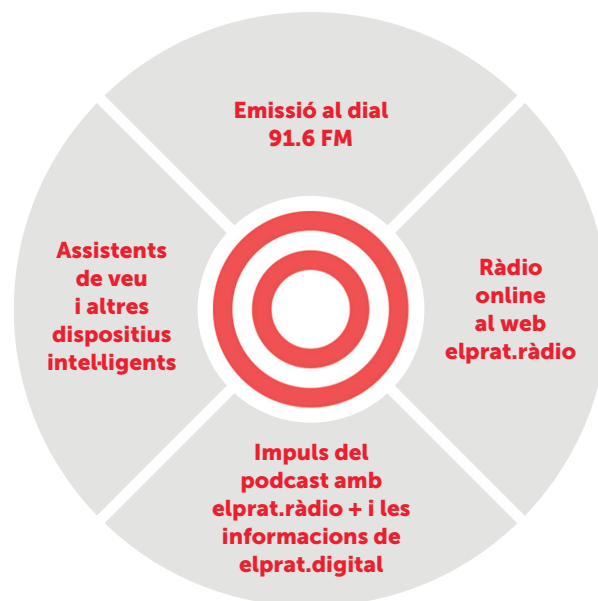 Emissió al dial
91.6 FM
Assistents
de veu
i altres
dispositius
intel·ligents
Ràdio
online
al web
elprat.ràdio
Impuls del
podcast amb
elprat.ràdio + i les
informacions de
elprat.digital